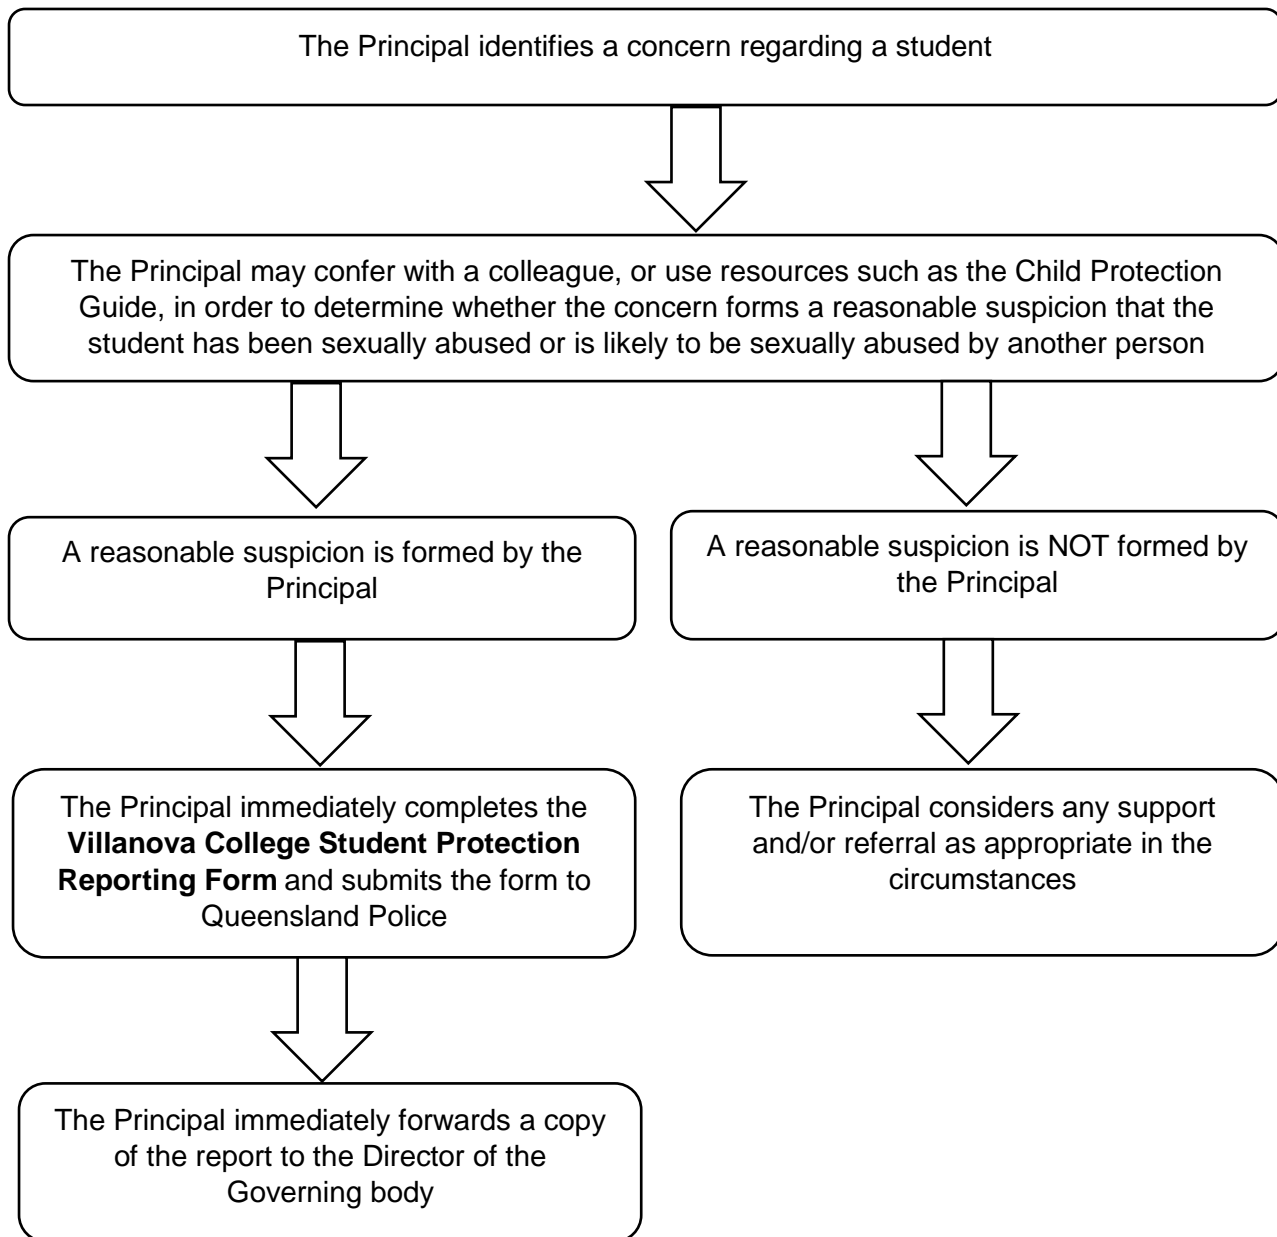 The Principal identifies a concern regarding a student
The Principal may confer with a colleague, or use resources such as the Child Protection
Guide, in order to determine whether the concern forms a reasonable suspicion that the
student has been sexually abused or is likely to be sexually abused by another person
A reasonable suspicion is formed by the
Principal
A reasonable suspicion is NOT formed by
the Principal
The Principal immediately completes the
Villanova College Student Protection
Reporting Form and submits the form to
Queensland Police
The Principal considers any support
and/or referral as appropriate in the
circumstances
The Principal immediately forwards a copy
of the report to the Director of the
Governing body